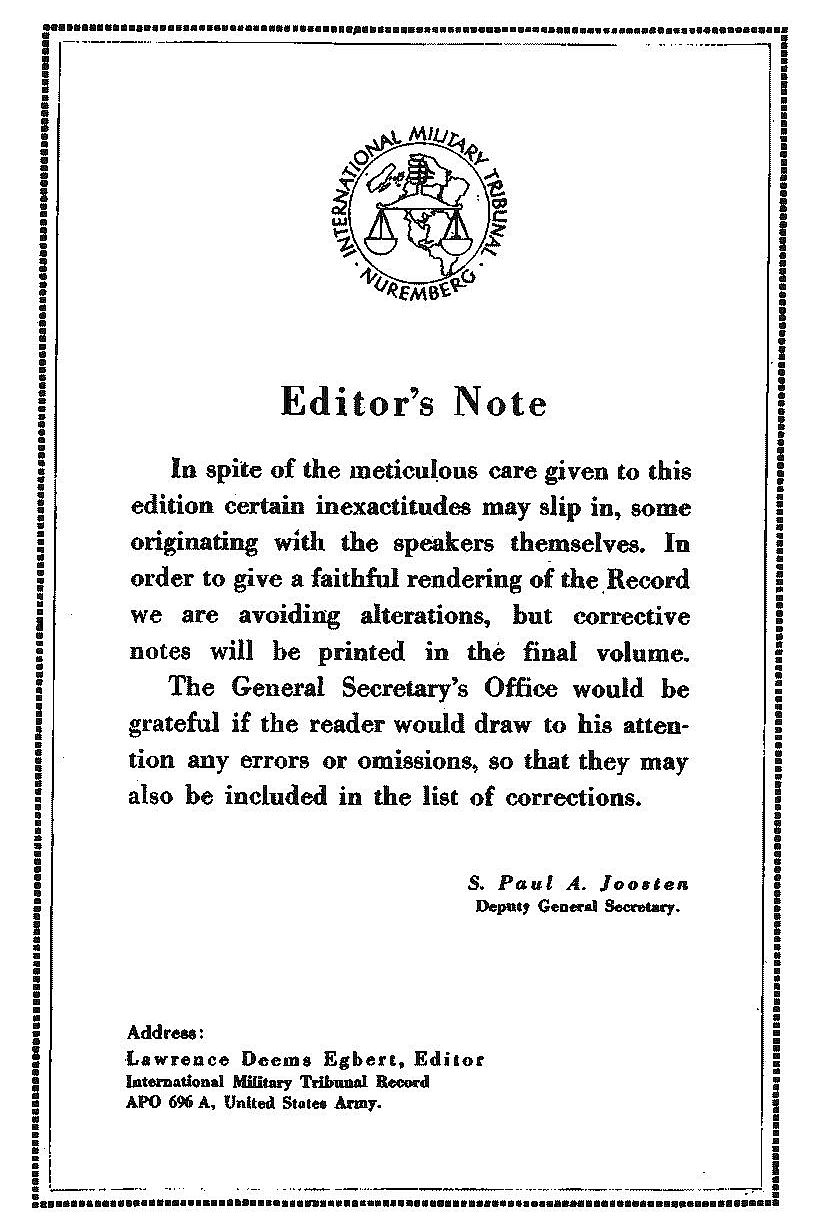 INTERNATIONAL MILITARY TRIBUNAL · NUREMBERG ·
Editor's Note
In spite of the meticulous care given to this
edition certain inexactitudes may slip in, some
originating with the speakers themselves. In
order to give a faithful rendering of the Record
we are avoiding alterations, but corrective
notes will be printed in the final volume.
The General Secretary's Office would be
grateful if the reader would draw to his atten-
tion any errors or omissions, so that they may
also be included in the list of corrections.
S. Paul A. Joosten
Deputy General Secretary.
Address:
Lawrence Deems Egbert, Editor
International Military Tribunal Record
APO 696 A, United States Army.